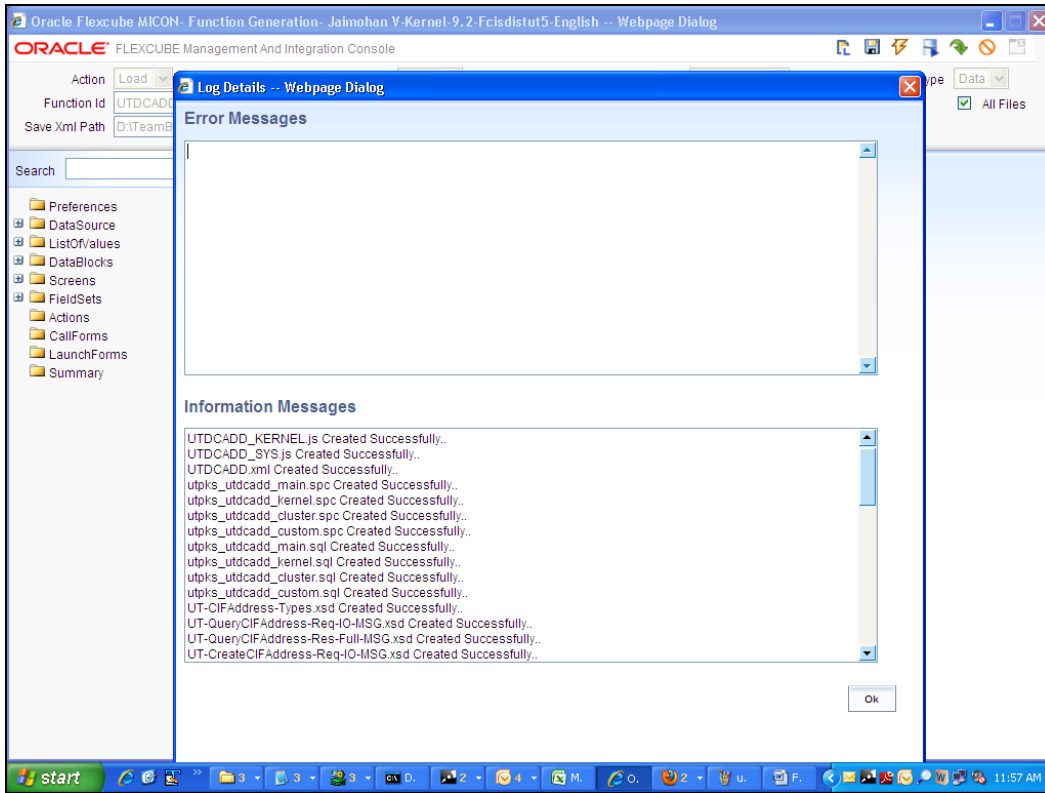 Oracle Flexcube MICON- Function Generation- Jaimohan V-Kernel-9.2-Fcisdistut5-English -- Webpage Dialog
ORACLE FLEXCUBE Management And Integration Console
Action Load
ype Data
Function Id UTDCADD
All Files
Save Xml Path D:\TeamB
Search
Preferences
DataSource
ListOfValues
DataBlocks
Screens
FieldSets
Actions
CallForms
LaunchForms
Summary
Log Details -- Webpage Dialog
Error Messages
Information Messages
UTDCADD_KERNEL.js Created Successfully..
UTDCADD_SYS.js Created Successfully..
UTDCADD.xml Created Successfully..
utpks_utdcadd_main.spc Created Successfully..
utpks_utdcadd_kernel.spc Created Successfully..
utpks_utdcadd_cluster.spc Created Successfully..
utpks_utdcadd_custom.spc Created Successfully..
utpks_utdcadd_main.sql Created Successfully..
utpks_utdcadd_kernel.sql Created Successfully..
utpks_utdcadd_cluster.sql Created Successfully..
utpks_utdcadd_custom.sql Created Successfully..
UT-CIFAddress-Types.xsd Created Successfully..
UT-QueryCIFAddress-Req-IO-MSG.xsd Created Successfully..
UT-QueryCIFAddress-Res-Full-MSG.xsd Created Successfully..
UT-CreateCIFAddress-Req-IO-MSG.xsd Created Successfully..
Ok
start 3 3 3 D. 2 4 M. O. 2 u. F. 11:57 AM